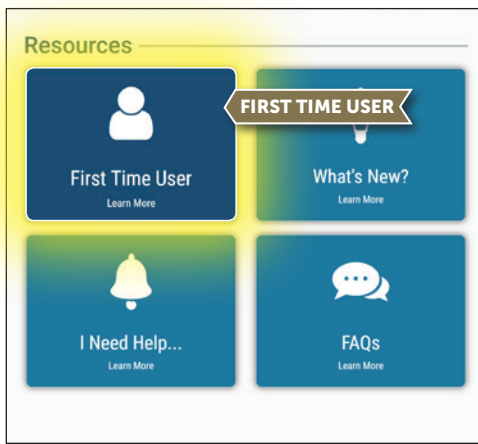 Resources
FIRST TIME USER
First Time User
Learn More
What's New?
Learn More
I Need Help...
Learn More
FAQs
Learn More